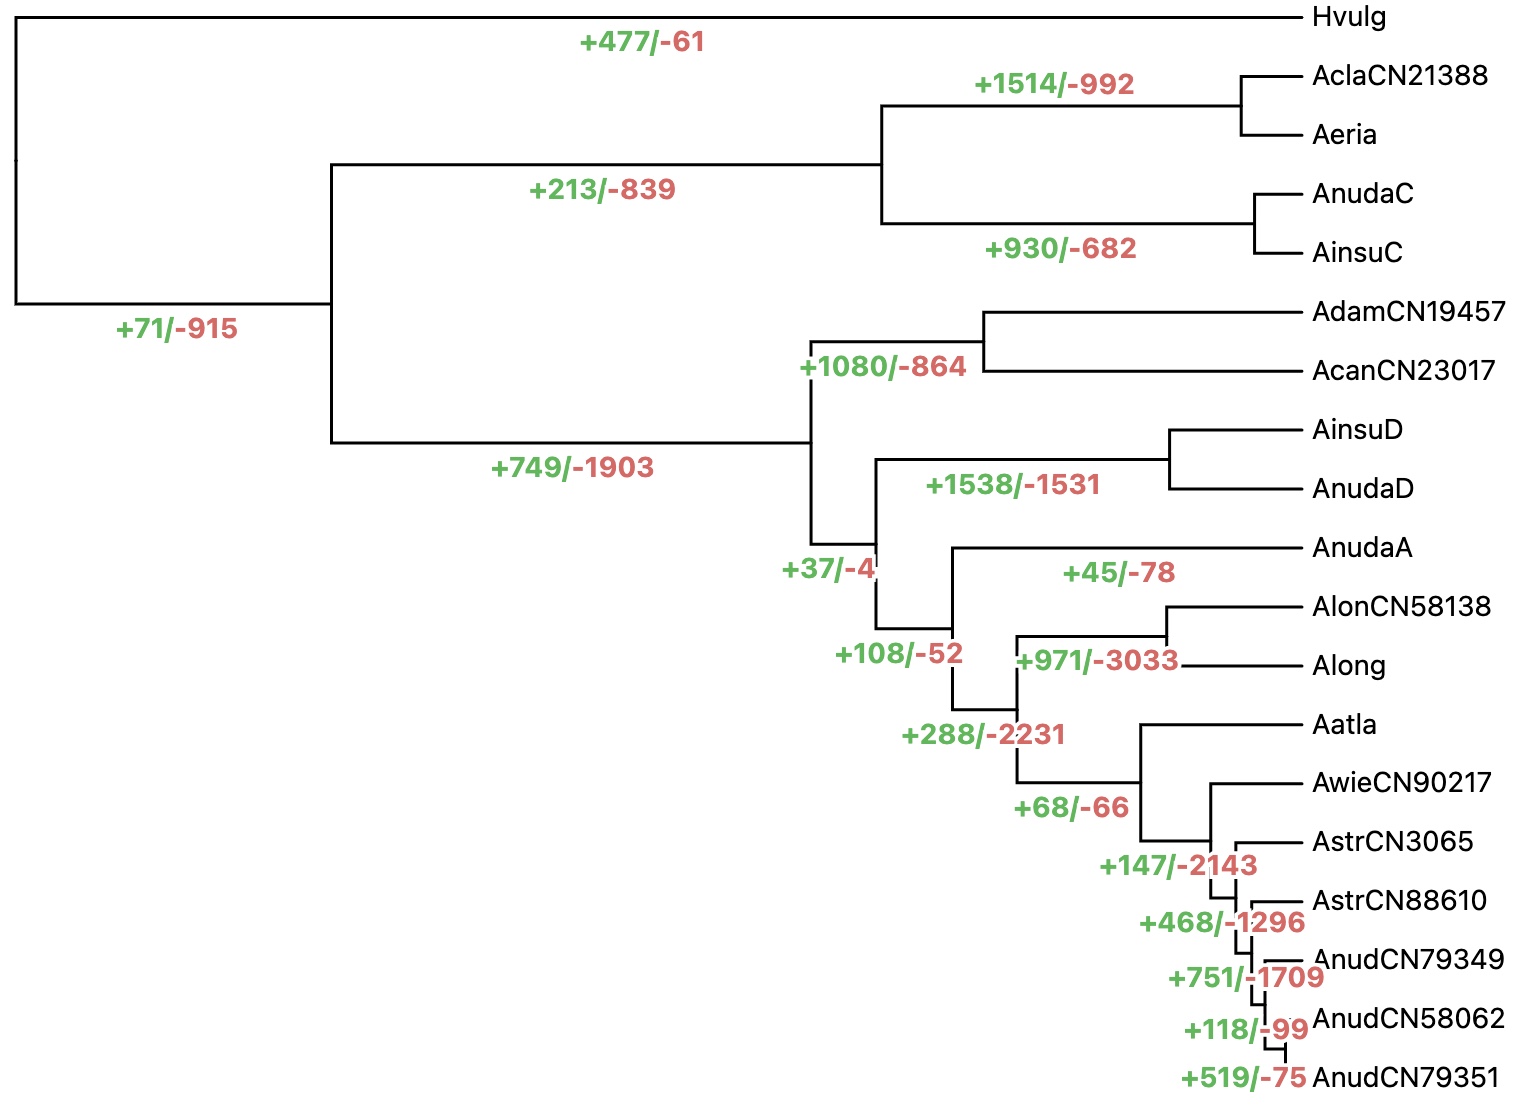 Hvulg
+477/-61
AclaCN21388
+1514/-992
Aeria
+213/-839
AnudaC
AinsuC
+930/-682
AdamCN19457
+71/-915
+1080/-864
AcanCN23017
AinsuD
+749/-1903
+1538/-1531
AnudaD
AnudaA
+37/-4
+45/-78
AlonCN58138
+108/-52
+971/-3033
Along
Aatla
+288/-2231
AwieCN90217
+68/-66
AstrCN3065
+147/-2143
AstrCN88610
+468/-1296
AnudCN79349
+751/-1709
AnudCN58062
+118/-99
+519/-75
AnudCN79351